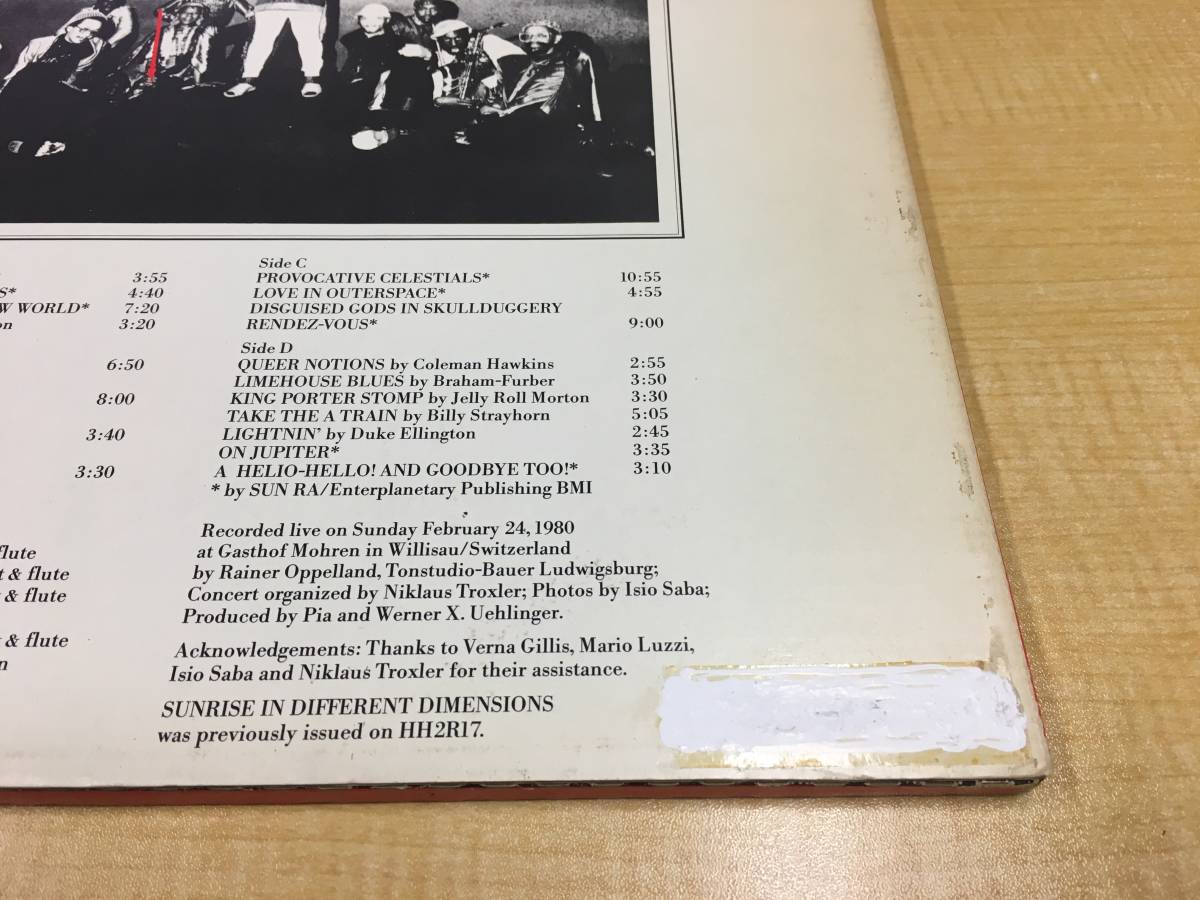 3:55
S* 4:40
W WORLD* 7:20
on 3:20
6:50
8:00
3:40
3:30
flute
t & flute
& flute
& flute
n
Side C
PROVOCATIVE CELESTIALS* 10:55
LOVE IN OUTERSPACE* 4:55
DISGUISED GODS IN SKULLDUGGERY
RENDEZ-VOUS* 9:00
Side D
QUEER NOTIONS by Coleman Hawkins 2:55
LIMEHOUSE BLUES by Braham-Furber 3:50
KING PORTER STOMP by Jelly Roll Morton 3:30
TAKE THE A TRAIN by Billy Strayhorn 5:05
LIGHTNIN' by Duke Ellington 2:45
ON JUPITER* 3:35
A HELIO-HELLO! AND GOODBYE TOO!* 3:10
* by SUN RA/Enterplanetary Publishing BMI
Recorded live on Sunday February 24, 1980
at Gasthof Mohren in Willisau/Switzerland
by Rainer Oppelland, Tonstudio-Bauer Ludwigsburg;
Concert organized by Niklaus Troxler; Photos by Isio Saba;
Produced by Pia and Werner X. Uehlinger.
Acknowledgements: Thanks to Verna Gillis, Mario Luzzi,
Isio Saba and Niklaus Troxler for their assistance.
SUNRISE IN DIFFERENT DIMENSIONS
was previously issued on HH2R17.